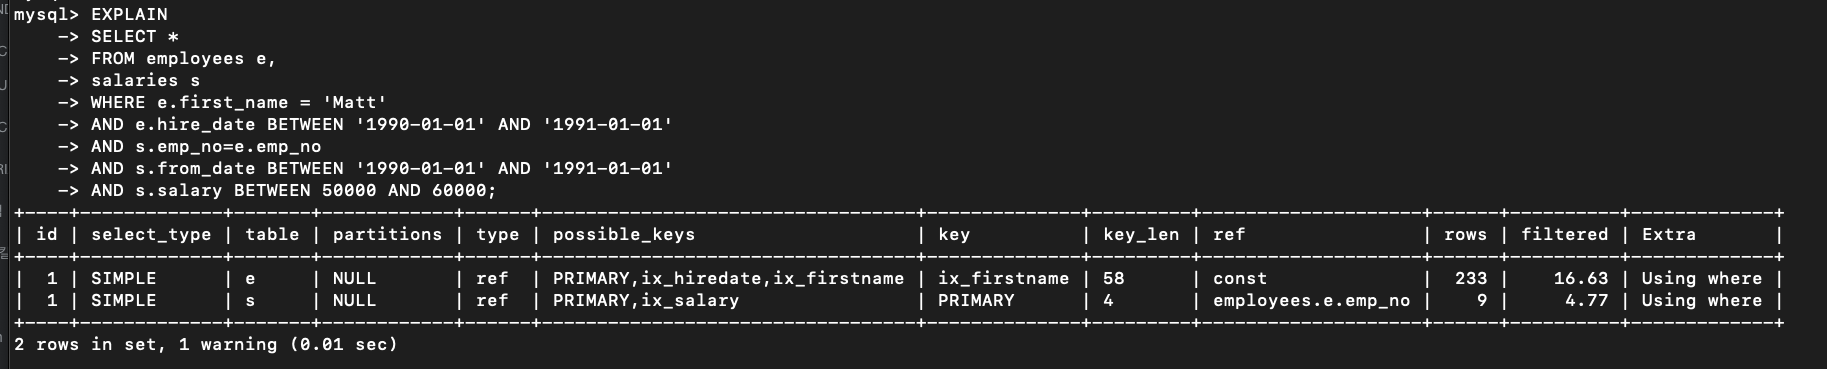 mysql> EXPLAIN
    -> SELECT *
    -> FROM employees e,
    -> salaries s
    -> WHERE e.first_name = 'Matt'
    -> AND e.hire_date BETWEEN '1990-01-01' AND '1991-01-01'
    -> AND s.emp_no=e.emp_no
    -> AND s.from_date BETWEEN '1990-01-01' AND '1991-01-01'
    -> AND s.salary BETWEEN 50000 AND 60000;
+----+-------------+-------+------------+------+----------------------------------+--------------+---------+--------------------+------+----------+-------------+
| id | select_type | table | partitions | type | possible_keys                    | key          | key_len | ref                | rows | filtered | Extra       |
+----+-------------+-------+------------+------+----------------------------------+--------------+---------+--------------------+------+----------+-------------+
|  1 | SIMPLE      | e     | NULL       | ref  | PRIMARY,ix_hiredate,ix_firstname | ix_firstname | 58      | const              |  233 |    16.63 | Using where |
|  1 | SIMPLE      | s     | NULL       | ref  | PRIMARY,ix_salary                | PRIMARY      | 4       | employees.e.emp_no |    9 |     4.77 | Using where |
+----+-------------+-------+------------+------+----------------------------------+--------------+---------+--------------------+------+----------+-------------+
2 rows in set, 1 warning (0.01 sec)